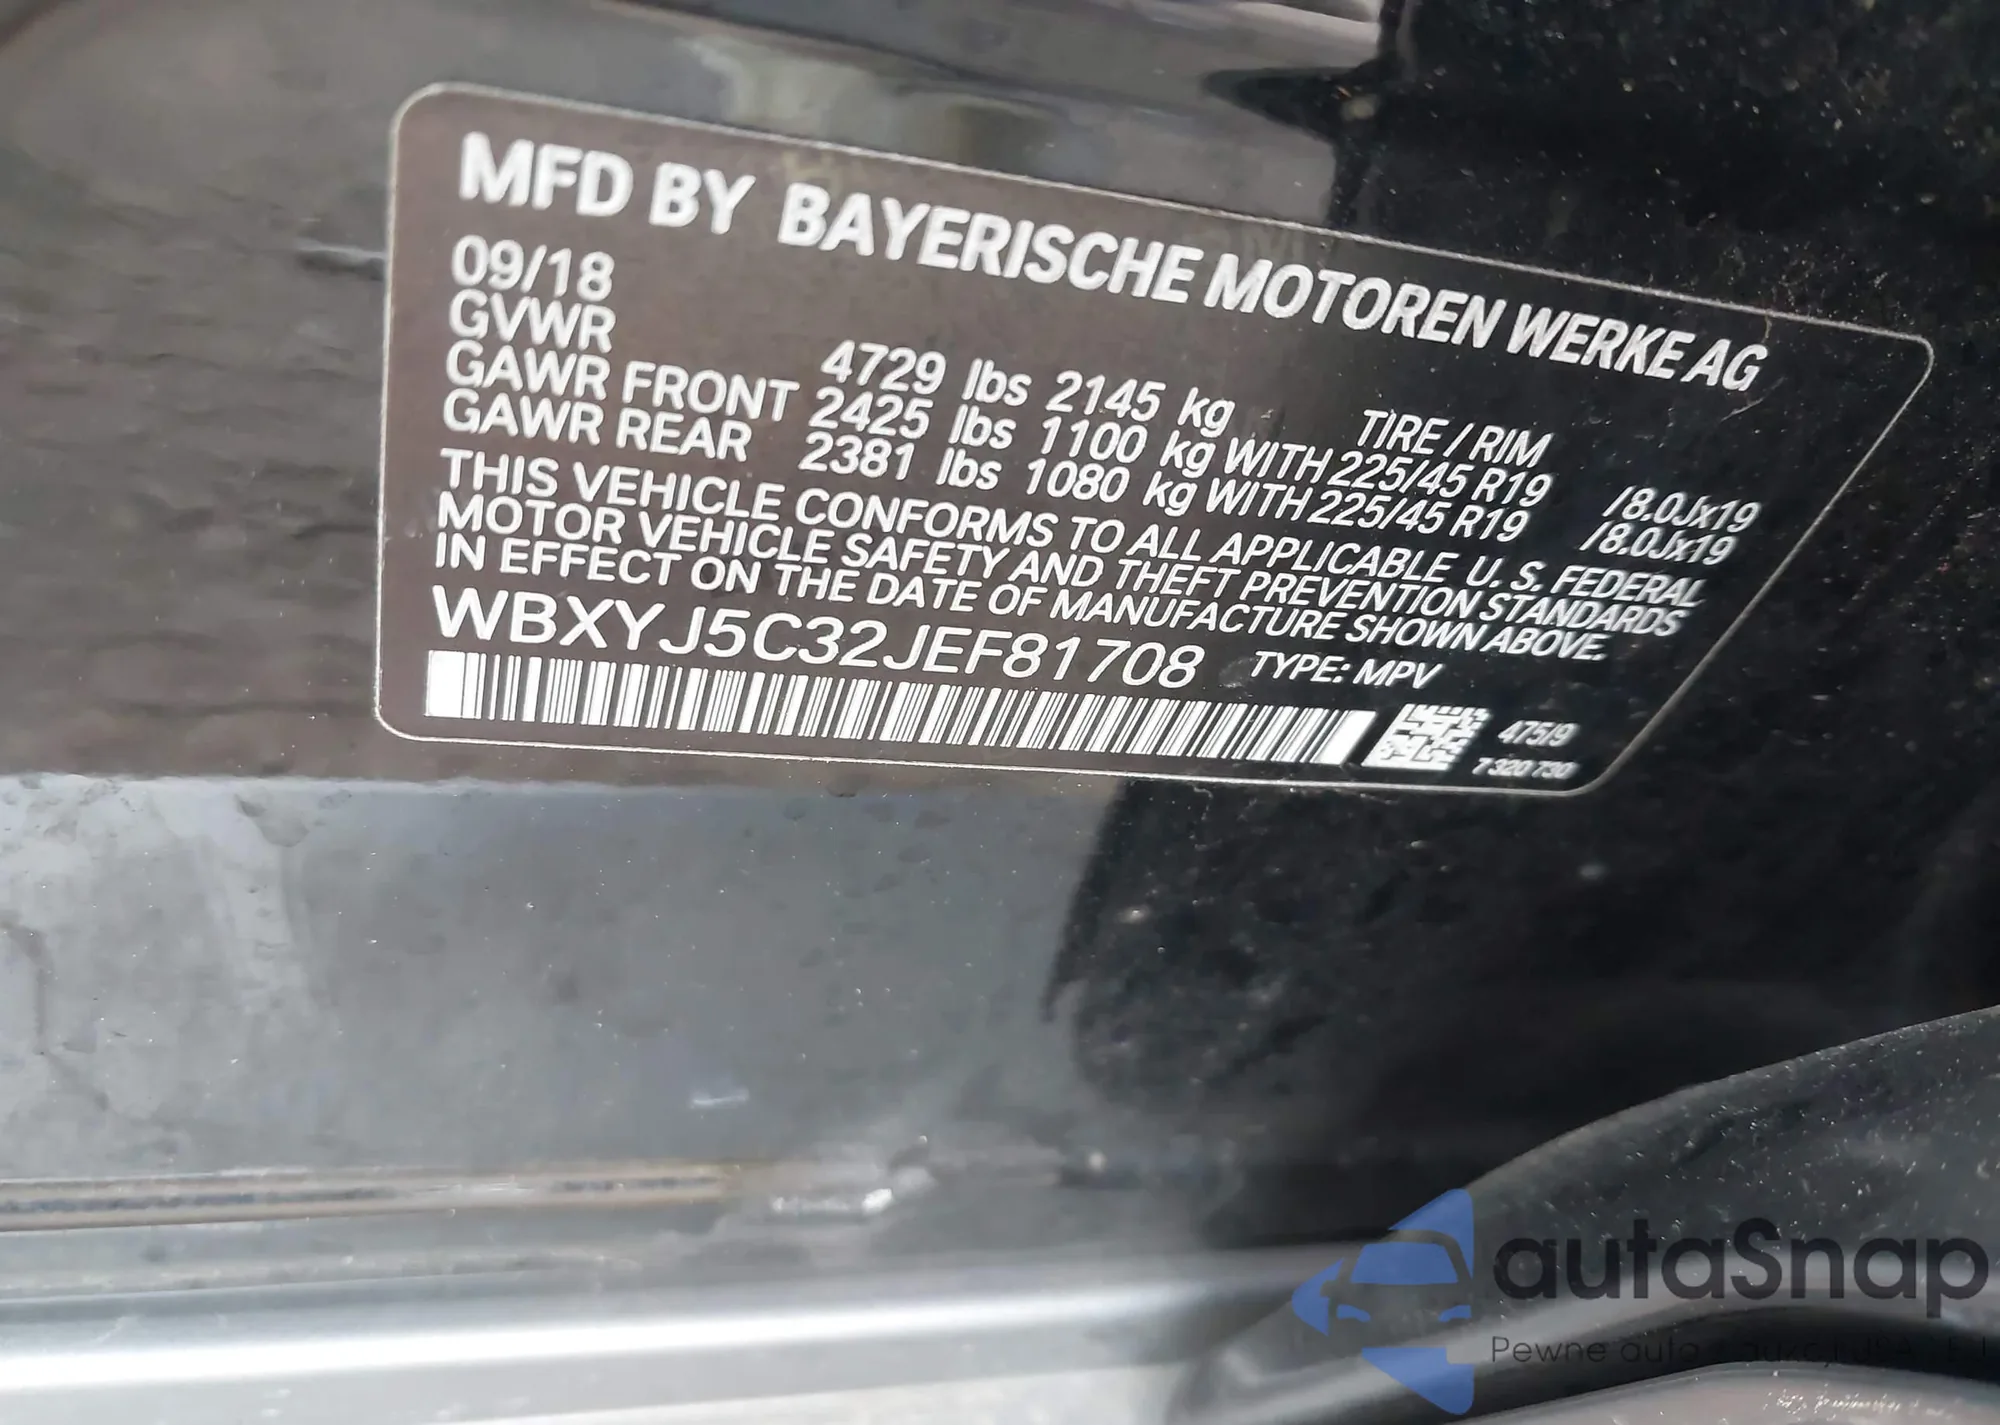 MFD BY BAYERISCHE MOTOREN WERKE AG
09/18
GVWR 4729 lbs 2145 kg TIRE / RIM
GAWR FRONT 2425 lbs 1100 kg WITH 225/45 R19 /8.0Jx19
GAWR REAR 2381 lbs 1080 kg WITH 225/45 R19 /8.0Jx19
THIS VEHICLE CONFORMS TO ALL APPLICABLE U. S. FEDERAL
MOTOR VEHICLE SAFETY AND THEFT PREVENTION STANDARDS
IN EFFECT ON THE DATE OF MANUFACTURE SHOWN ABOVE.
WBXYJ5C32JEF81708 TYPE: MPV
475/9
7 320 730
autaSnap
Pewne auta